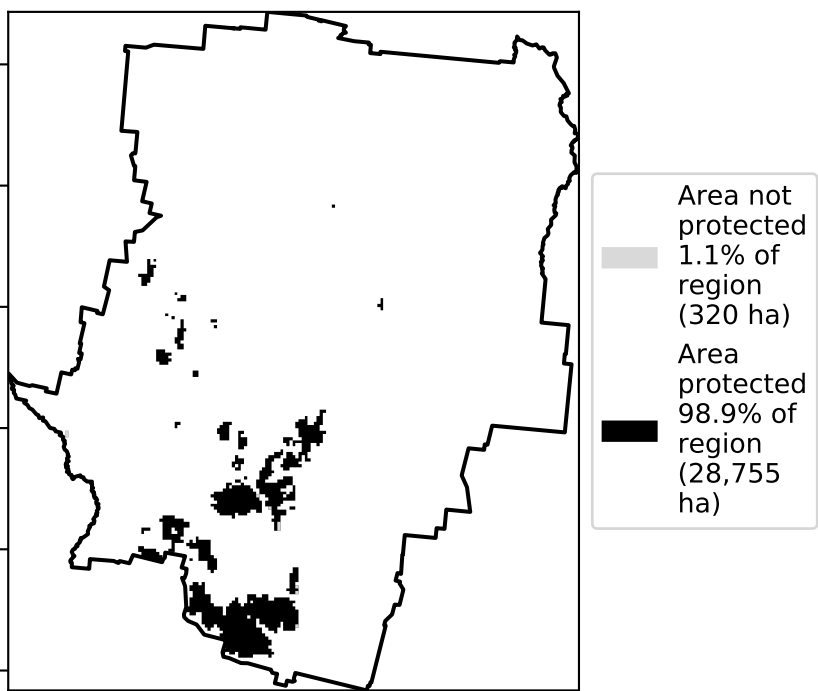 Area not
protected
1.1% of
region
(320 ha)
Area
protected
98.9% of
region
(28,755
ha)